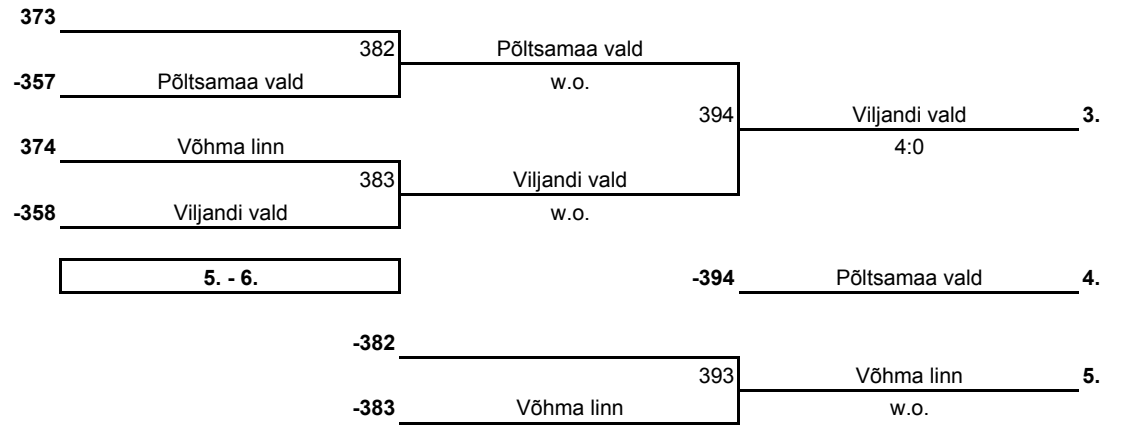 373
382 Põltsamaa vald
-357 Põltsamaa vald w.o.
394 Viljandi vald 3.
374 Võhma linn 4:0
383 Viljandi vald
-358 Viljandi vald w.o.
5. - 6. -394 Põltsamaa vald 4.
-382
393 Võhma linn 5.
-383 Võhma linn w.o.